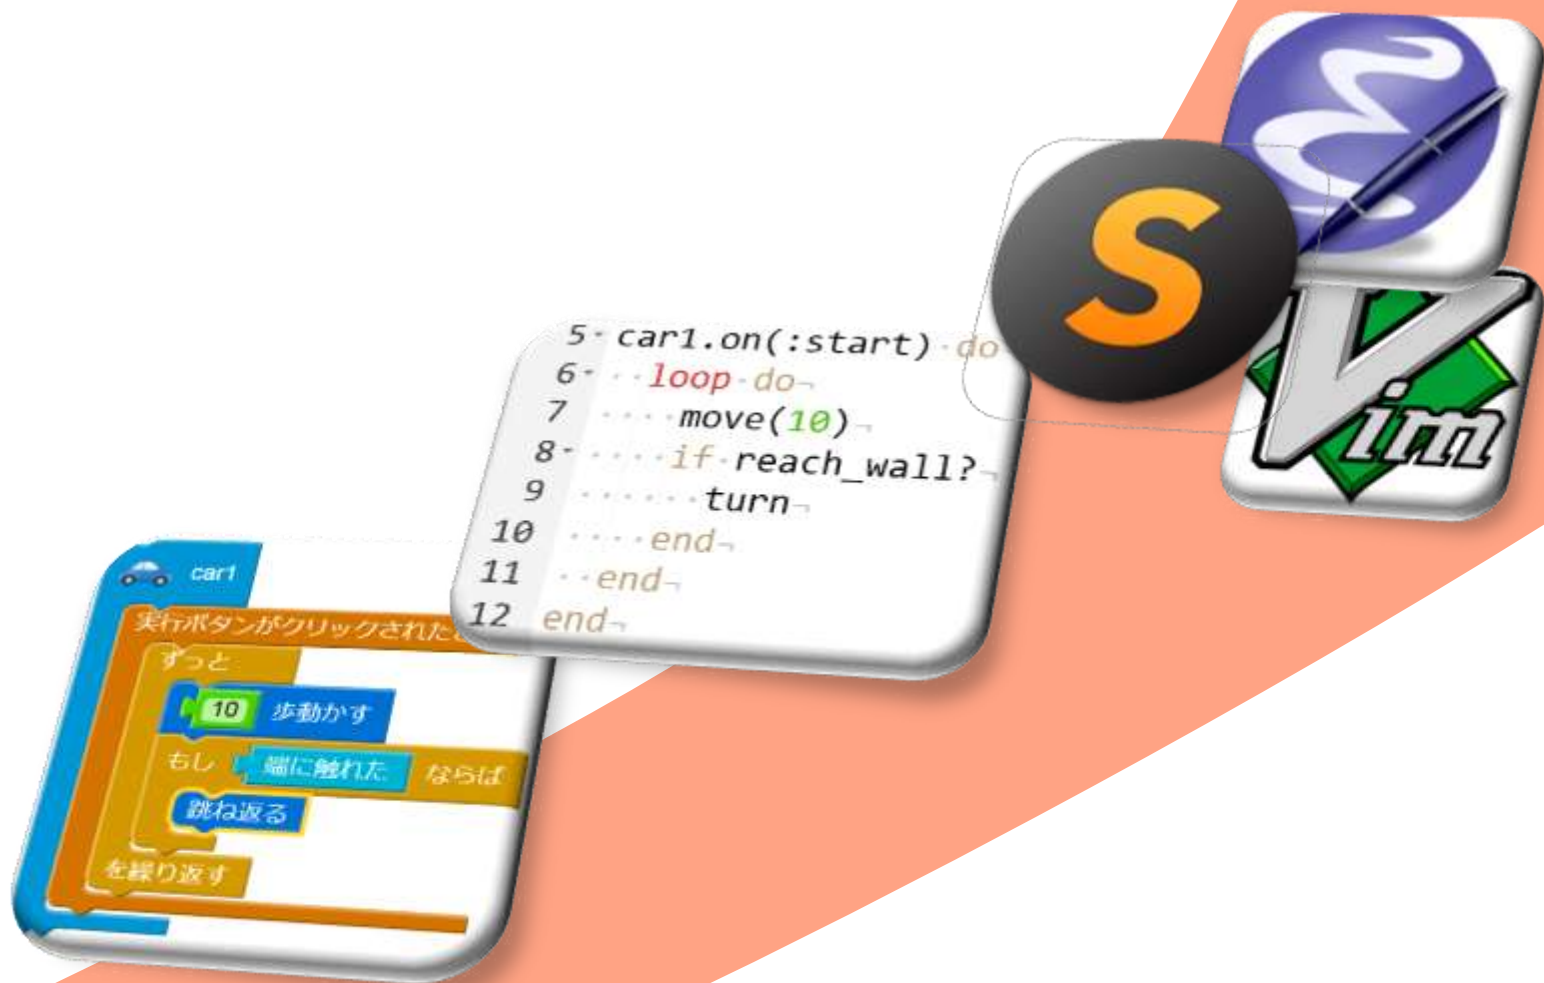 S
Vim
5 car1.on(:start) do
6 loop do
7 move(10)
8 if reach_wall?
9 turn
10 end
11 end
12 end
car1
実行ボタンがクリックされた
ずっと
10 歩動かす
もし 端に触れた ならば
跳ね返る
を繰り返す